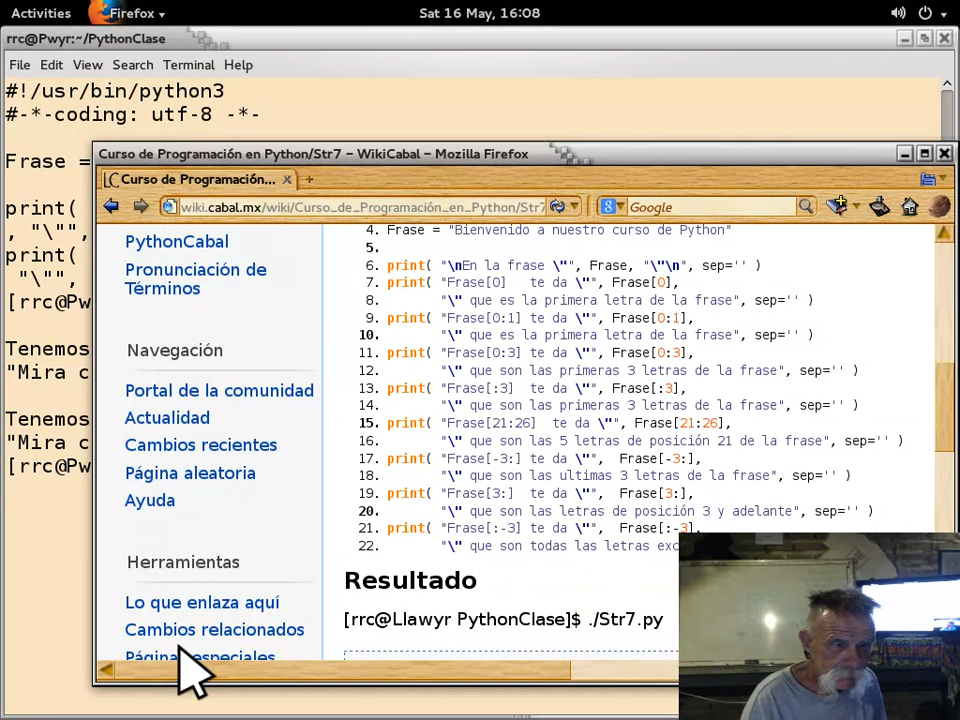 Activities Firefox Sat 16 May, 16:08
rrc@Pwyr:~/PythonClase
File Edit View Search Terminal Help
#!/usr/bin/python3
#-*-coding: utf-8 -*-
Frase =
print(
, "\"",
print(
"\"",
[rrc@Pw
Tenemos
"Mira c
Tenemos
"Mira c
[rrc@Pw
Curso de Programación en Python/Str7 – WikiCabal – Mozilla Firefox
Curso de Programación...
wiki.cabal.mx/wiki/Curso_de_Programación_en_Python/Str7
Google
PythonCabal
Pronunciación de
Términos
Navegación
Portal de la comunidad
Actualidad
Cambios recientes
Página aleatoria
Ayuda
Herramientas
Lo que enlaza aquí
Cambios relacionados
Páginas especiales
4. Frase = "Bienvenido a nuestro curso de Python"
5.
6. print( "\nEn la frase \"", Frase, "\"\n", sep='' )
7. print( "Frase[0]   te da \"", Frase[0],
8. "\" que es la primera letra de la frase", sep='' )
9. print( "Frase[0:1] te da \"", Frase[0:1],
10. "\" que es la primera letra de la frase", sep='' )
11. print( "Frase[0:3] te da \"", Frase[0:3],
12. "\" que son las primeras 3 letras de la frase", sep='' )
13. print( "Frase[:3]  te da \"", Frase[:3],
14. "\" que son las primeras 3 letras de la frase", sep='' )
15. print( "Frase[21:26]  te da \"", Frase[21:26],
16. "\" que son las 5 letras de posición 21 de la frase", sep='' )
17. print( "Frase[-3:] te da \"",  Frase[-3:],
18. "\" que son las ultimas 3 letras de la frase", sep='' )
19. print( "Frase[3:]  te da \"",  Frase[3:],
20. "\" que son las letras de posición 3 y adelante", sep='' )
21. print( "Frase[:-3] te da \"",  Frase[:-3],
22. "\" que son todas las letras exc
Resultado
[rrc@Llawyr PythonClase]$ ./Str7.py